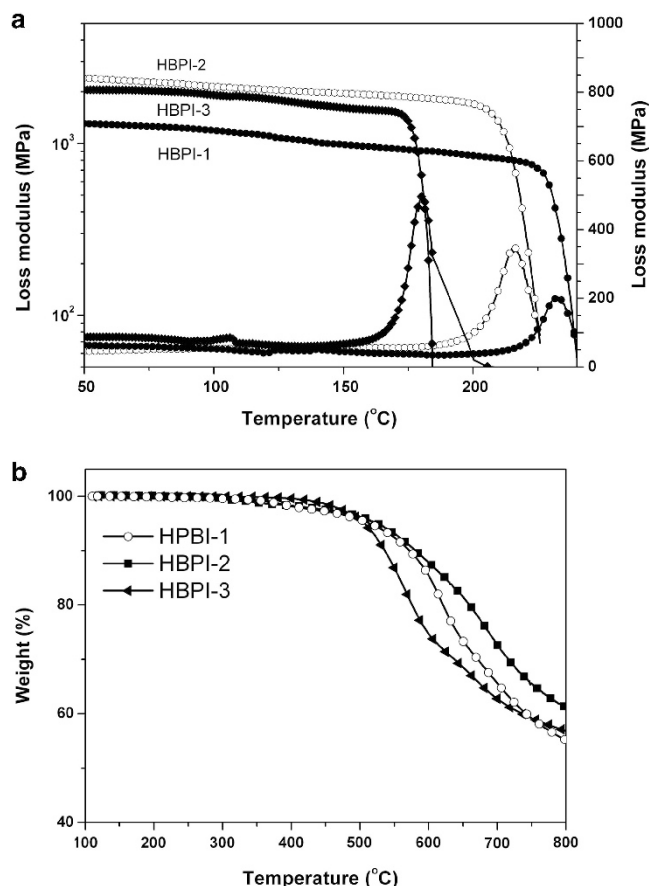 a
HBPI-2
HBPI-3
HBPI-1
10³
10²
Loss modulus (MPa)
1000
800
600
400
200
0
Loss modulus (MPa)
50 100 150 200
Temperature (°C)
b
100
80
60
40
Weight (%)
HPBI-1
HBPI-2
HBPI-3
100 200 300 400 500 600 700 800
Temperature (°C)